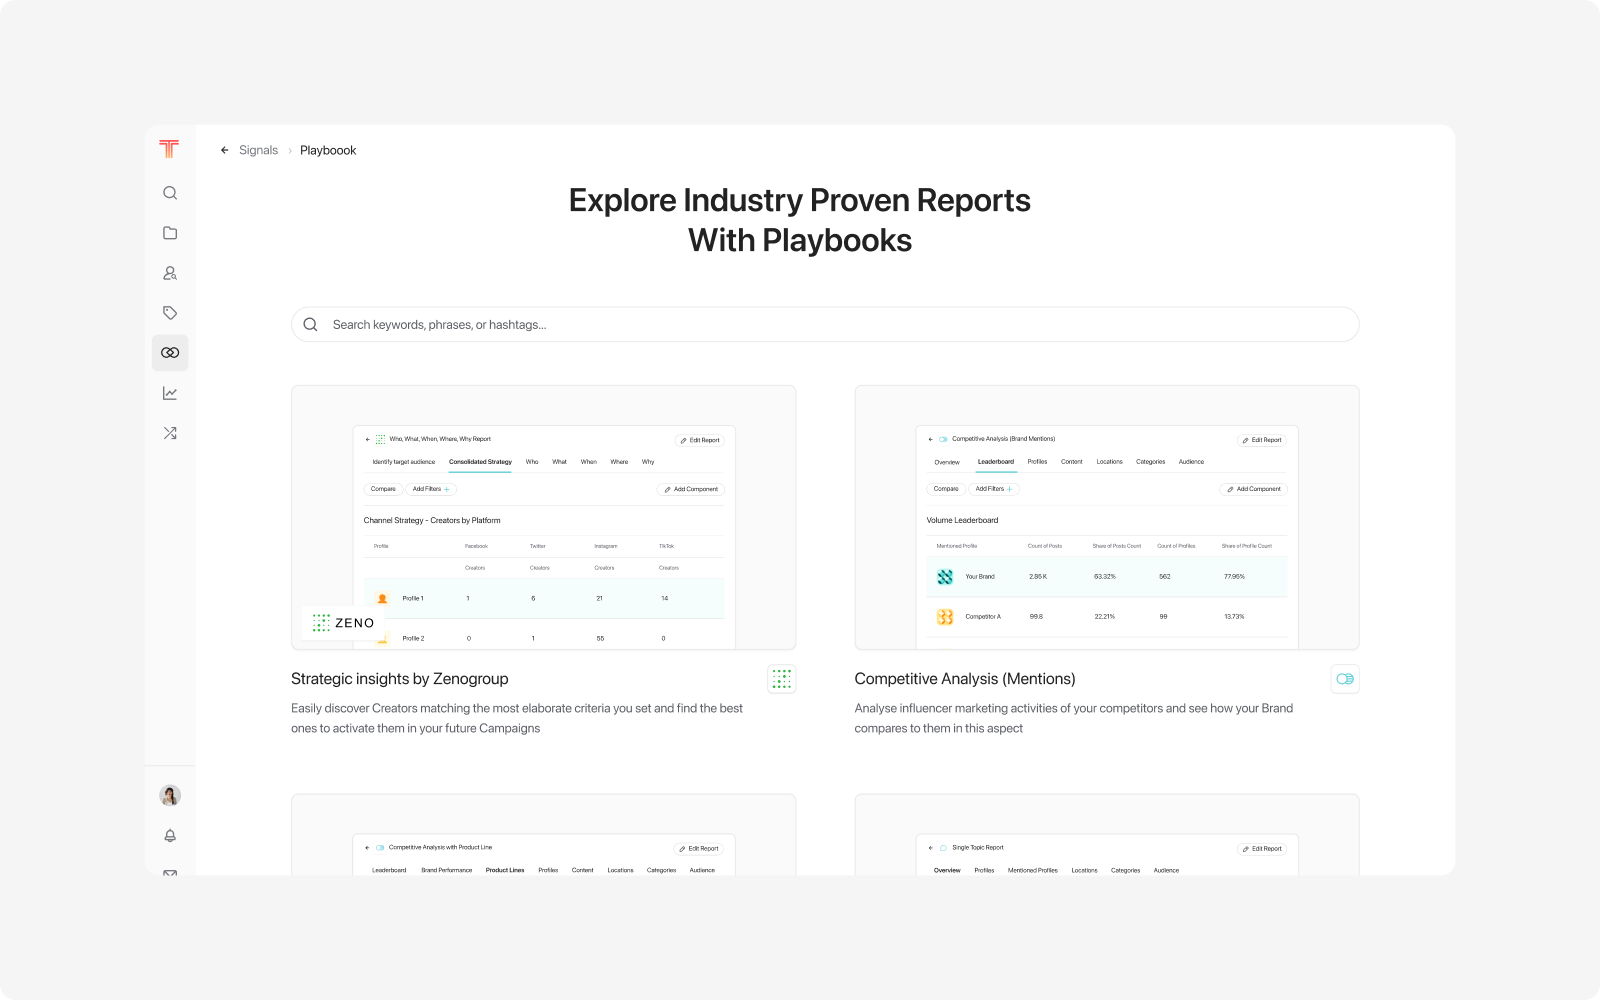 Signals › Playboook
Explore Industry Proven Reports
With Playbooks
Search keywords, phrases, or hashtags...
Who, What, When, Where, Why Report
Edit Report
Identify target audience Consolidated Strategy Who What When Where Why
Compare Add Filters +
Add Component
Channel Strategy - Creators by Platform
Profile Facebook Twitter Instagram TikTok
Creators Creators Creators Creators
Profile 1 1 6 21 14
ZENO
Profile 2 0 1 55 0
Strategic insights by Zenogroup
Easily discover Creators matching the most elaborate criteria you set and find the best
ones to activate them in your future Campaigns
Competitive Analysis (Brand Mentions)
Edit Report
Overview Leaderboard Profiles Content Locations Categories Audience
Compare Add Filters +
Add Component
Volume Leaderboard
Mentioned Profile Count of Posts Share of Posts Count Count of Profiles Share of Profile Count
Your Brand 2.85 K 63.32% 562 77.95%
Competitor A 99.8 22.21% 99 13.73%
Competitive Analysis (Mentions)
Analyse influencer marketing activities of your competitors and see how your Brand
compares to them in this aspect
Competitive Analysis with Product Line
Edit Report
Leaderboard Brand Performance Product Lines Profiles Content Locations Categories Audience
Single Topic Report
Edit Report
Overview Profiles Mentioned Profiles Locations Categories Audience